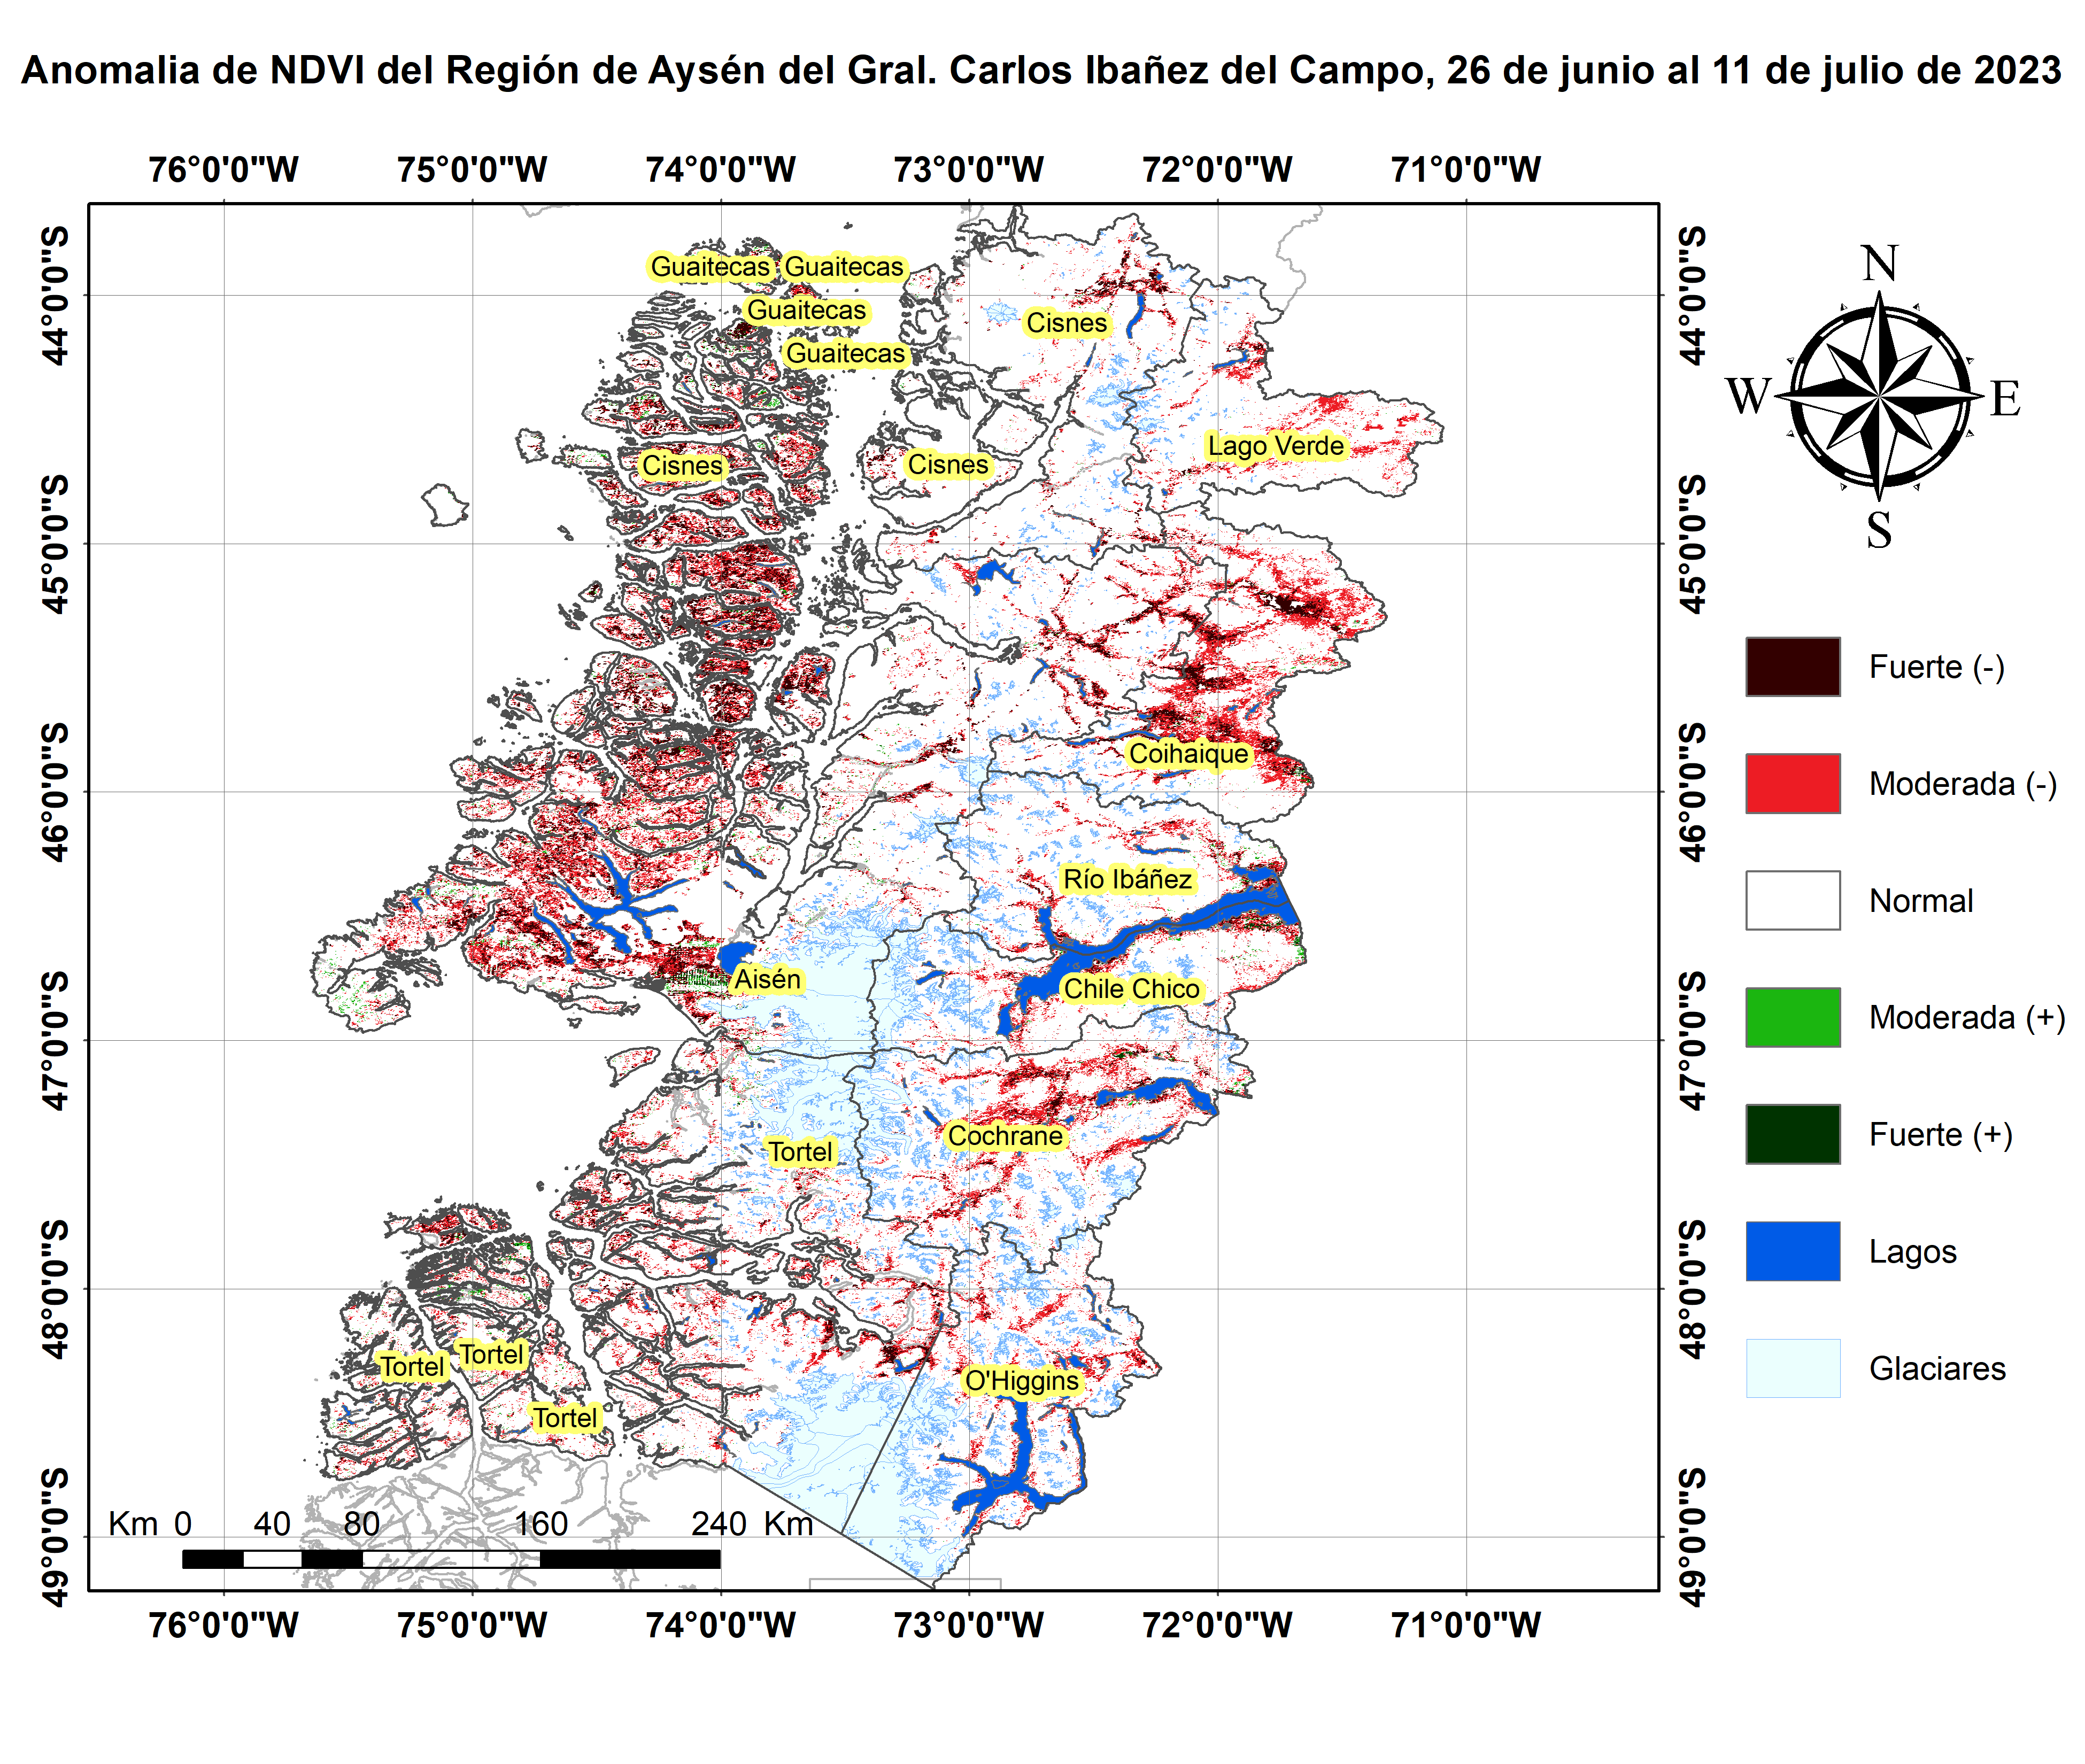 Anomalia de NDVI del Región de Aysén del Gral. Carlos Ibañez del Campo, 26 de junio al 11 de julio de 2023
76°0'0"W 75°0'0"W 74°0'0"W 73°0'0"W 72°0'0"W 71°0'0"W
44°0'0"S
45°0'0"S
46°0'0"S
47°0'0"S
48°0'0"S
49°0'0"S
Guaitecas Guaitecas
Guaitecas
Cisnes
Guaitecas
Lago Verde
Cisnes
Cisnes
Coihaique
Río Ibáñez
Aisén
Chile Chico
Cochrane
Tortel
Tortel
Tortel
O'Higgins
Tortel
Km 0 40 80 160 240 Km
44°0'0"S
45°0'0"S
46°0'0"S
47°0'0"S
48°0'0"S
49°0'0"S
76°0'0"W 75°0'0"W 74°0'0"W 73°0'0"W 72°0'0"W 71°0'0"W
N
W
E
S
Fuerte (-)
Moderada (-)
Normal
Moderada (+)
Fuerte (+)
Lagos
Glaciares